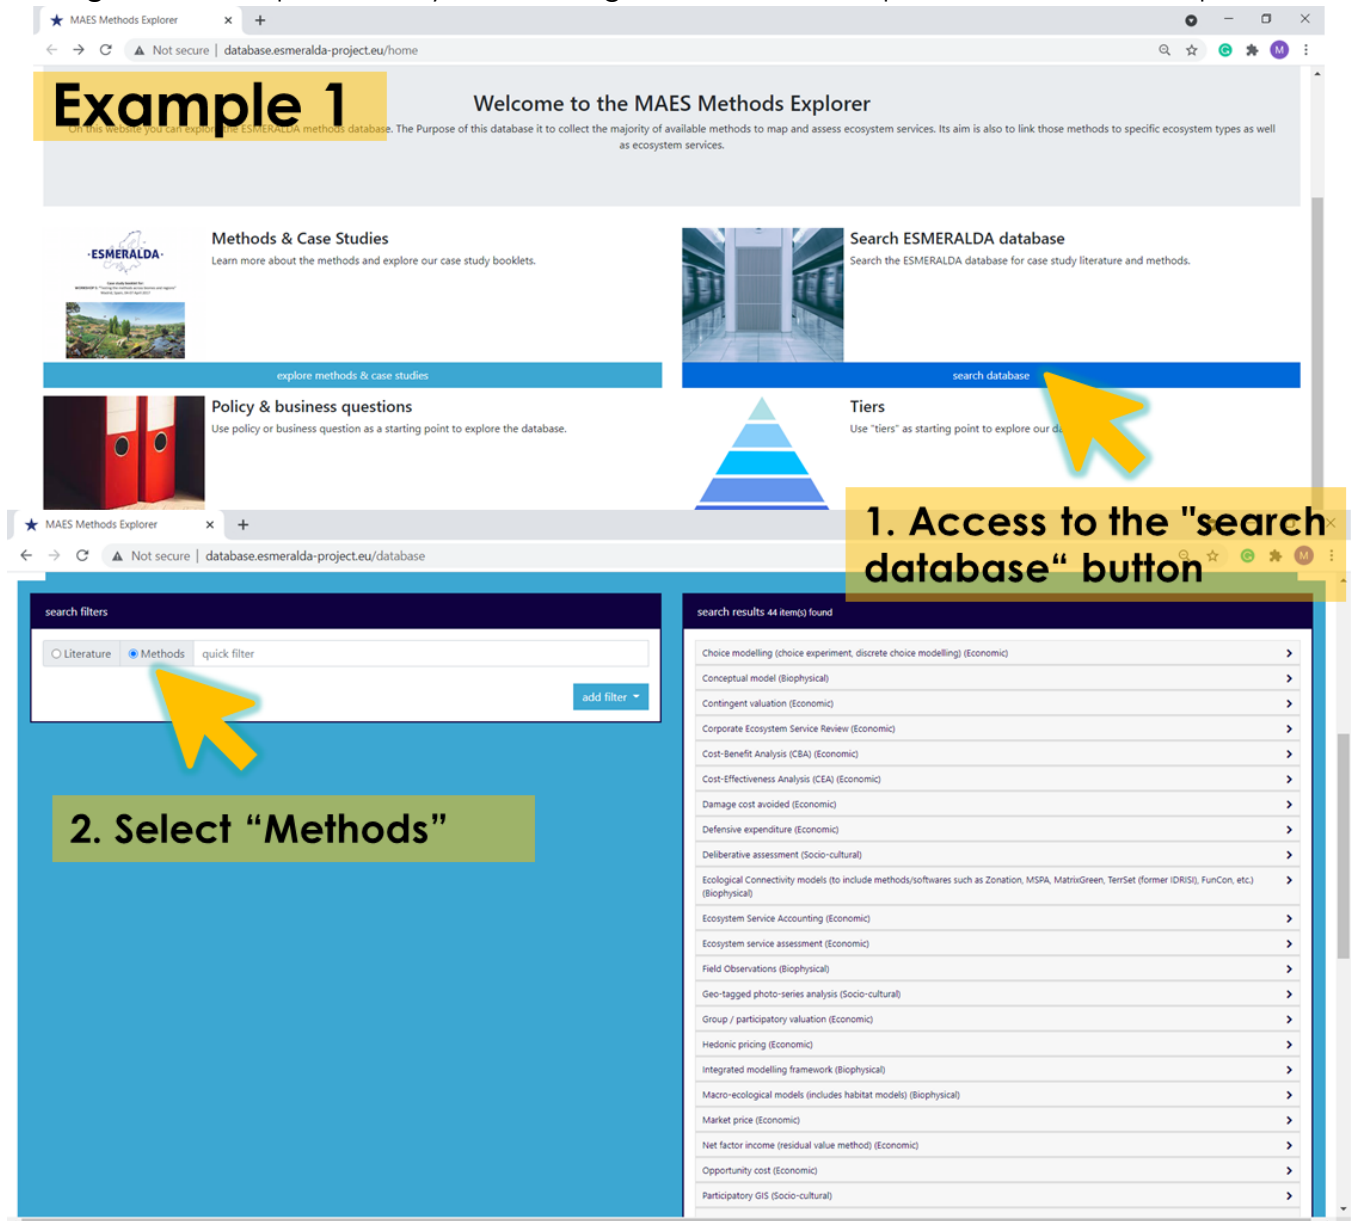 MAES Methods Explorer
Not secure | database.esmeralda-project.eu/home
Example 1
Welcome to the MAES Methods Explorer
On this website you can explore the ESMERALDA methods database. The Purpose of this database it to collect the majority of available methods to map and assess ecosystem services. Its aim is also to link those methods to specific ecosystem types as well
as ecosystem services.
·ESMERALDA·
Methods & Case Studies
Learn more about the methods and explore our case study booklets.
explore methods & case studies
Search ESMERALDA database
Search the ESMERALDA database for case study literature and methods.
search database
Policy & business questions
Use policy or business question as a starting point to explore the database.
Tiers
Use "tiers" as starting point to explore our
1. Access to the "search
database“ button
MAES Methods Explorer
Not secure | database.esmeralda-project.eu/database
search filters
Literature
Methods
quick filter
add filter
2. Select “Methods”
search results 44 item(s) found
Choice modelling (choice experiment, discrete choice modelling) (Economic)
Conceptual model (Biophysical)
Contingent valuation (Economic)
Corporate Ecosystem Service Review (Economic)
Cost-Benefit Analysis (CBA) (Economic)
Cost-Effectiveness Analysis (CEA) (Economic)
Damage cost avoided (Economic)
Defensive expenditure (Economic)
Deliberative assessment (Socio-cultural)
Ecological Connectivity models (to include methods/softwares such as Zonation, MSPA, MatrixGreen, TerrSet (former IDRISI), FunCon, etc.)
(Biophysical)
Ecosystem Service Accounting (Economic)
Ecosystem service assessment (Economic)
Field Observations (Biophysical)
Geo-tagged photo-series analysis (Socio-cultural)
Group / participatory valuation (Economic)
Hedonic pricing (Economic)
Integrated modelling framework (Biophysical)
Macro-ecological models (includes habitat models) (Biophysical)
Market price (Economic)
Net factor income (residual value method) (Economic)
Opportunity cost (Economic)
Participatory GIS (Socio-cultural)